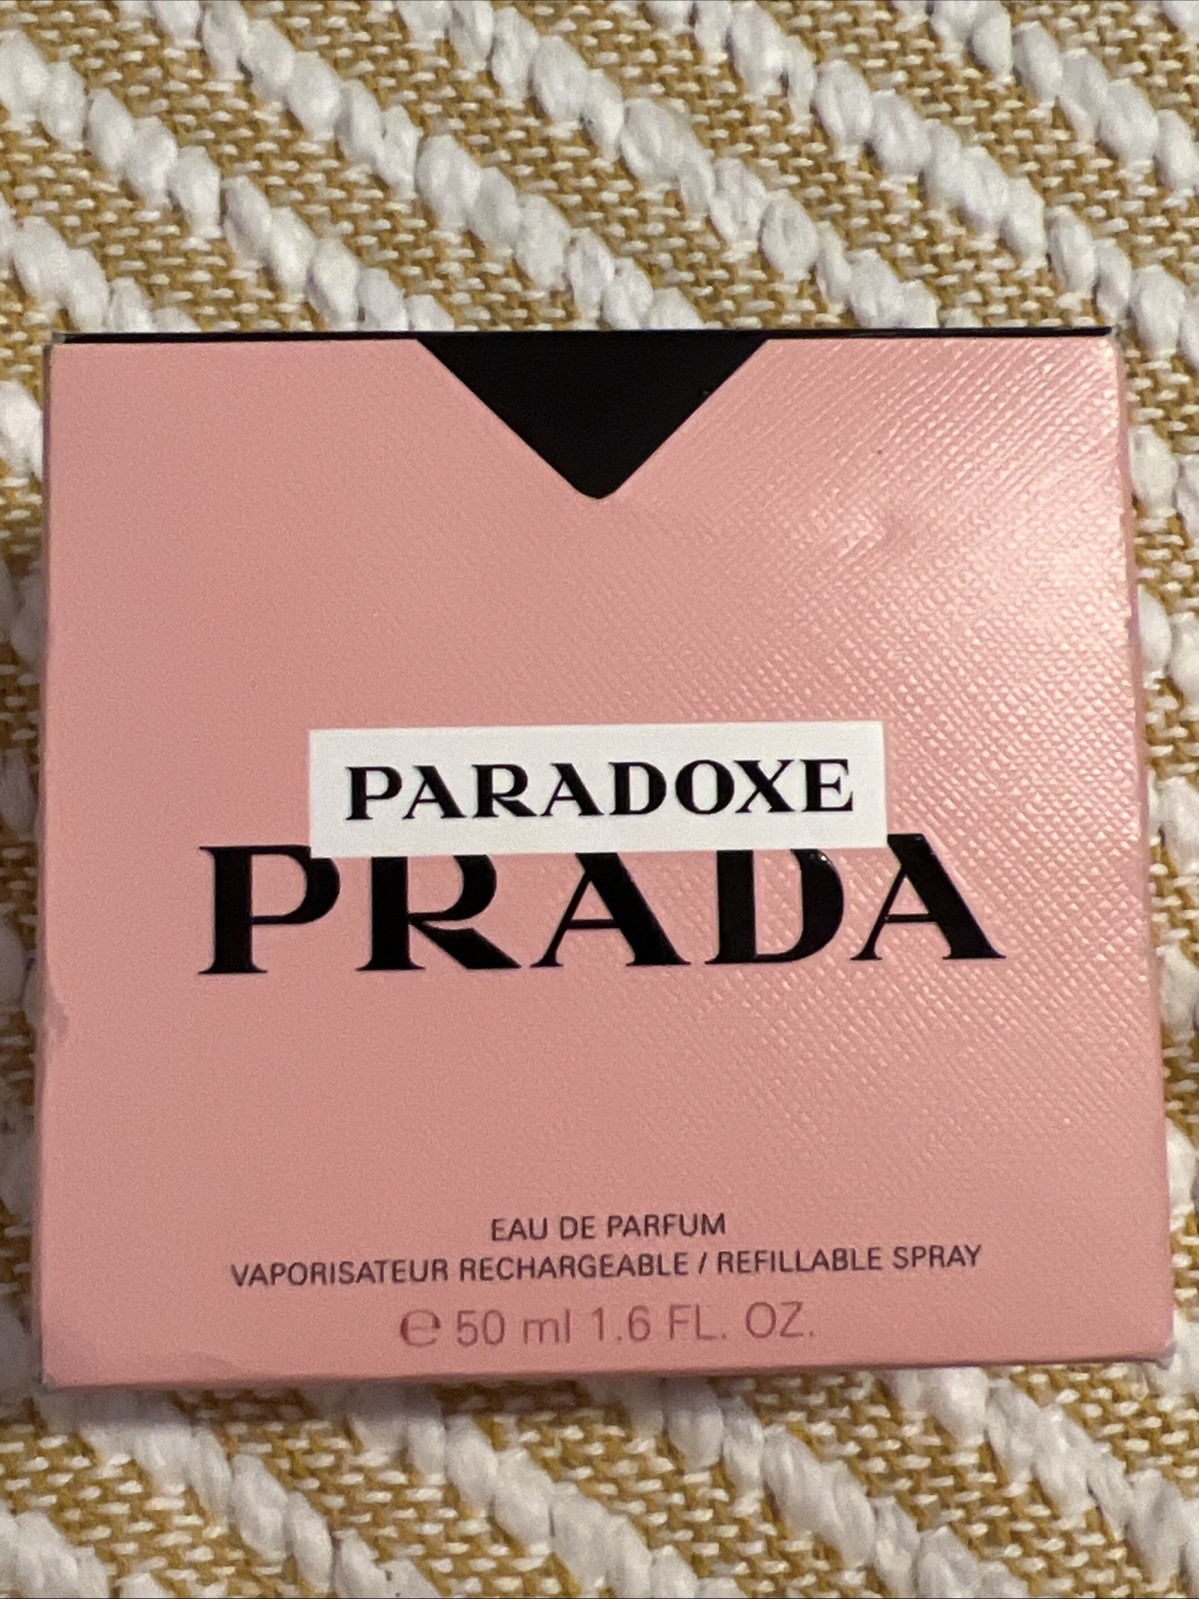 PARADOXE
PRADA
EAU DE PARFUM
VAPORISATEUR RECHARGEABLE / REFILLABLE SPRAY
℮ 50 ml 1.6 FL. OZ.